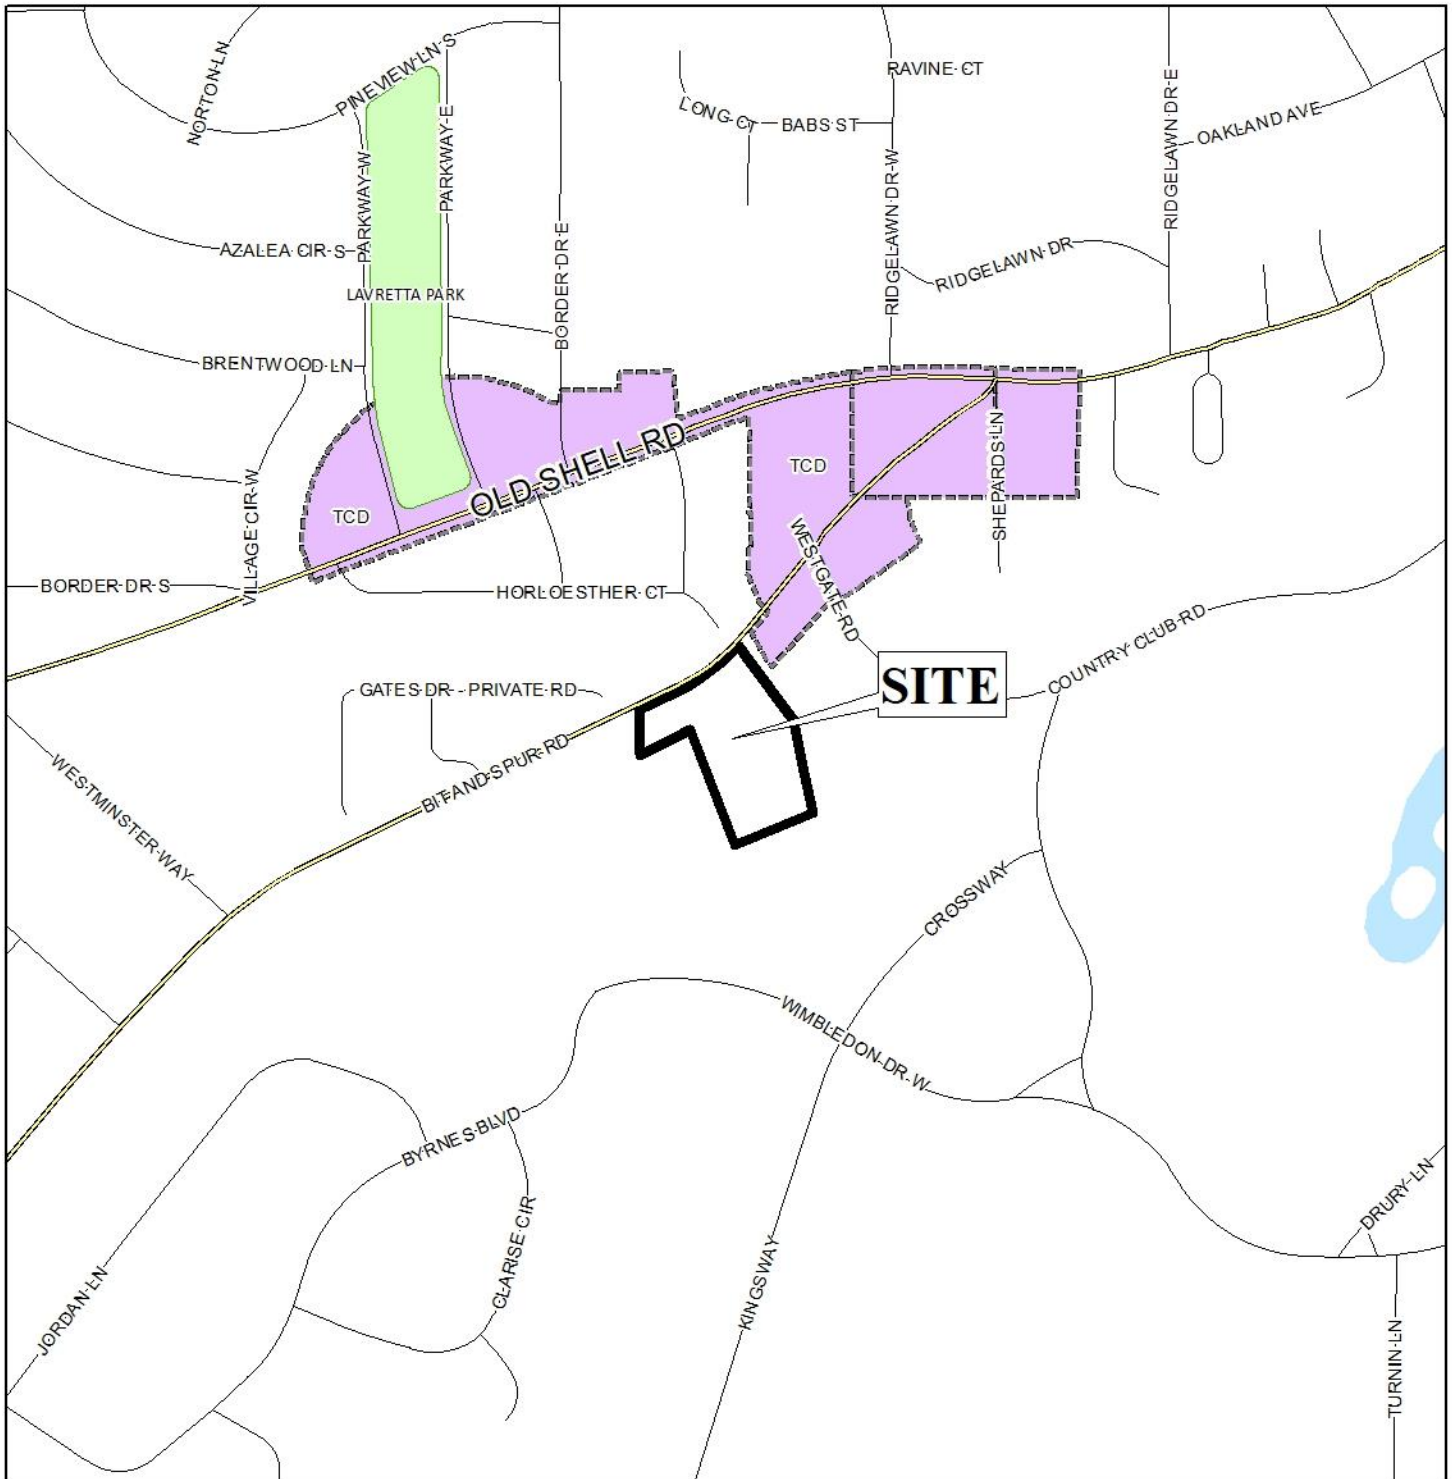 NORTON LN
PINEVIEW LN S
PARKWAY W
PARKWAY E
LONG CT
BABS ST
RAVINE CT
RIDGELAWN DR W
RIDGELAWN DR E
OAKLAND AVE
AZALEA CIR S
LAVRETTA PARK
BORDER DR E
RIDGELAWN DR
BRENTWOOD LN
OLD SHELL RD
TCD
TCD
SHEPARDS LN
VILLAGE CIR W
WESTGATE RD
BORDER DR S
HORLOESTHER CT
COUNTRY CLUB RD
SITE
GATES DR - PRIVATE RD
BIT AND SPUR RD
WESTMINSTER WAY
CROSSWAY
WIMBLEDON DR W
BYRNES BLVD
CLARISE CIR
JORDAN LN
KINGSWAY
DRURY LN
TURNIN LN